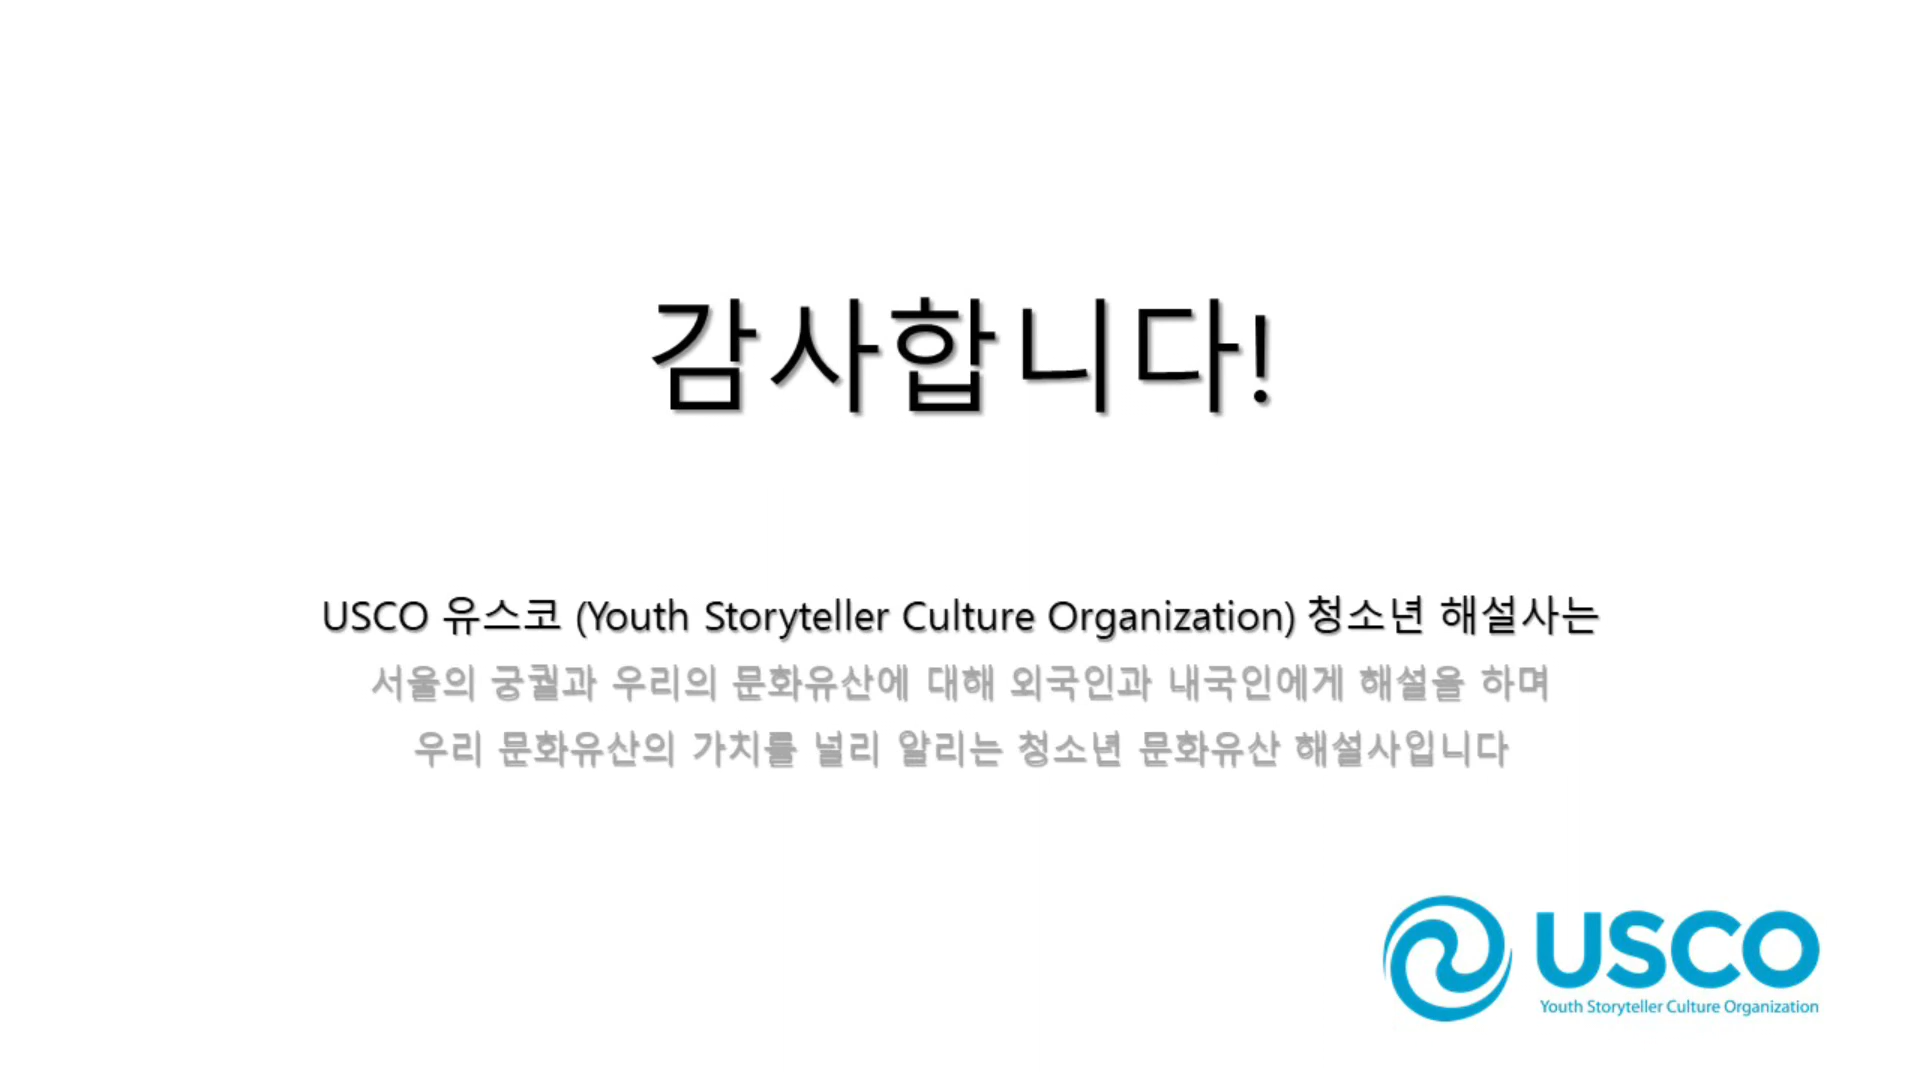 감사합니다!
USCO 유스코 (Youth Storyteller Culture Organization) 청소년 해설사는
서울의 궁궐과 우리의 문화유산에 대해 외국인과 내국인에게 해설을 하며
우리 문화유산의 가치를 널리 알리는 청소년 문화유산 해설사입니다
USCO
Youth Storyteller Culture Organization